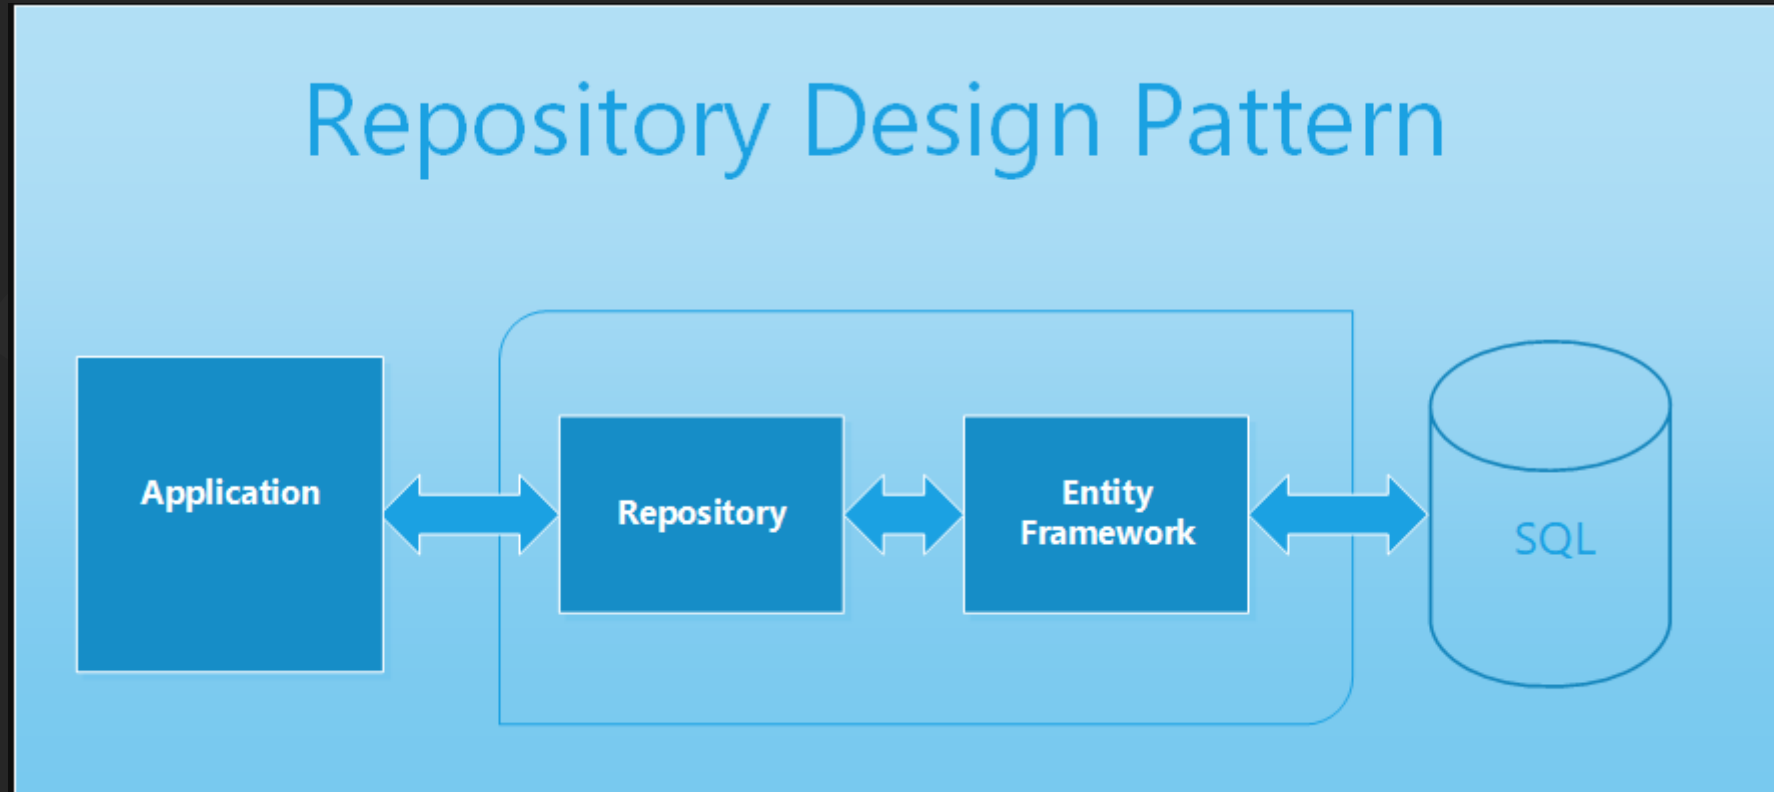 Repository Design Pattern
Application
Repository
Entity
Framework
SQL